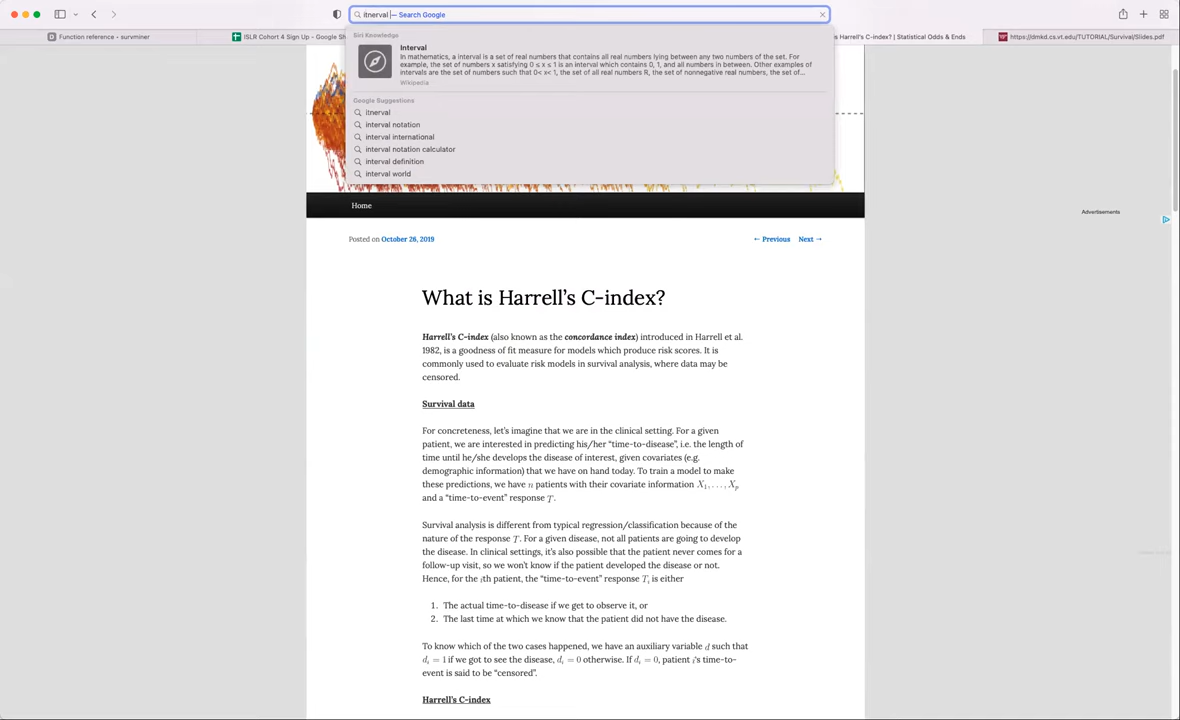 itnerval — Search Google
Function reference • survminer
iSLR Cohort 4 Sign Up - Google Sh
s Harrell's C-index? | Statistical Odds & Ends
https://dmkd.cs.vt.edu/TUTORIAL/Survival/Slides.pdf
Siri Knowledge
Interval
In mathematics, a interval is a set of real numbers that contains all real numbers lying between any two numbers of the set. For
example, the set of numbers x satisfying 0 ≤ x ≤ 1 is an interval which contains 0, 1, and all numbers in between. Other examples of
intervals are the set of numbers such that 0< x< 1, the set of all real numbers R, the set of nonnegative real numbers, the set of...
Wikipedia
Google Suggestions
itnerval
interval notation
interval international
interval notation calculator
interval definition
interval world
Home
Advertisements
Posted on October 26, 2019
← Previous Next →
What is Harrell's C-index?
Harrell's C-index (also known as the concordance index) introduced in Harrell et al.
1982, is a goodness of fit measure for models which produce risk scores. It is
commonly used to evaluate risk models in survival analysis, where data may be
censored.
Survival data
For concreteness, let's imagine that we are in the clinical setting. For a given
patient, we are interested in predicting his/her "time-to-disease", i.e. the length of
time until he/she develops the disease of interest, given covariates (e.g.
demographic information) that we have on hand today. To train a model to make
these predictions, we have n patients with their covariate information X₁, . . . , Xₚ
and a "time-to-event" response T.
Survival analysis is different from typical regression/classification because of the
nature of the response T. For a given disease, not all patients are going to develop
the disease. In clinical settings, it's also possible that the patient never comes for a
follow-up visit, so we won't know if the patient developed the disease or not.
Hence, for the ith patient, the "time-to-event" response Tᵢ is either
1. The actual time-to-disease if we get to observe it, or
2. The last time at which we know that the patient did not have the disease.
To know which of the two cases happened, we have an auxiliary variable d such that
dᵢ = 1 if we got to see the disease, dᵢ = 0 otherwise. If dᵢ = 0, patient i's time-to-
event is said to be "censored".
Harrell's C-index